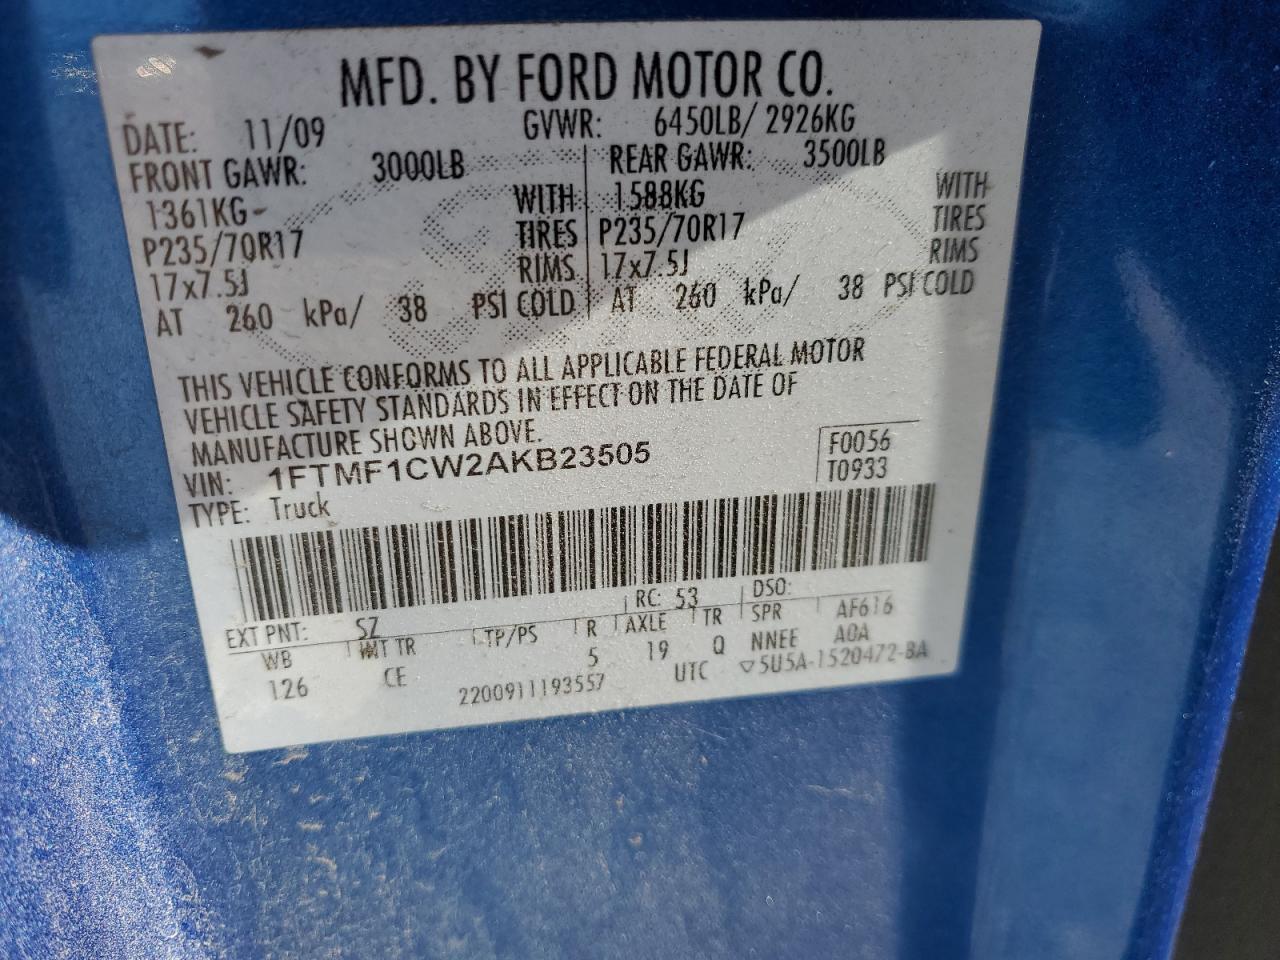 MFD. BY FORD MOTOR CO.
DATE: 11/09 GVWR: 6450LB/ 2926KG
FRONT GAWR: 3000LB REAR GAWR: 3500LB
1361KG WITH 1588KG WITH
P235/70R17 TIRES P235/70R17 TIRES
17x7.5J RIMS 17x7.5J RIMS
AT 260 kPa/ 38 PSI COLD AT 260 kPa/ 38 PSI COLD
THIS VEHICLE CONFORMS TO ALL APPLICABLE FEDERAL MOTOR
VEHICLE SAFETY STANDARDS IN EFFECT ON THE DATE OF
MANUFACTURE SHOWN ABOVE.
VIN: 1FTMF1CW2AKB23505 F0056
TYPE: Truck T0933
EXT PNT: SZ RC: 53 DSO:
WB INT TR TP/PS R AXLE TR SPR AF616
126 CE 5 19 Q NNEE A0A
2200911193557 UTC ▽5U5A-1520472-BA